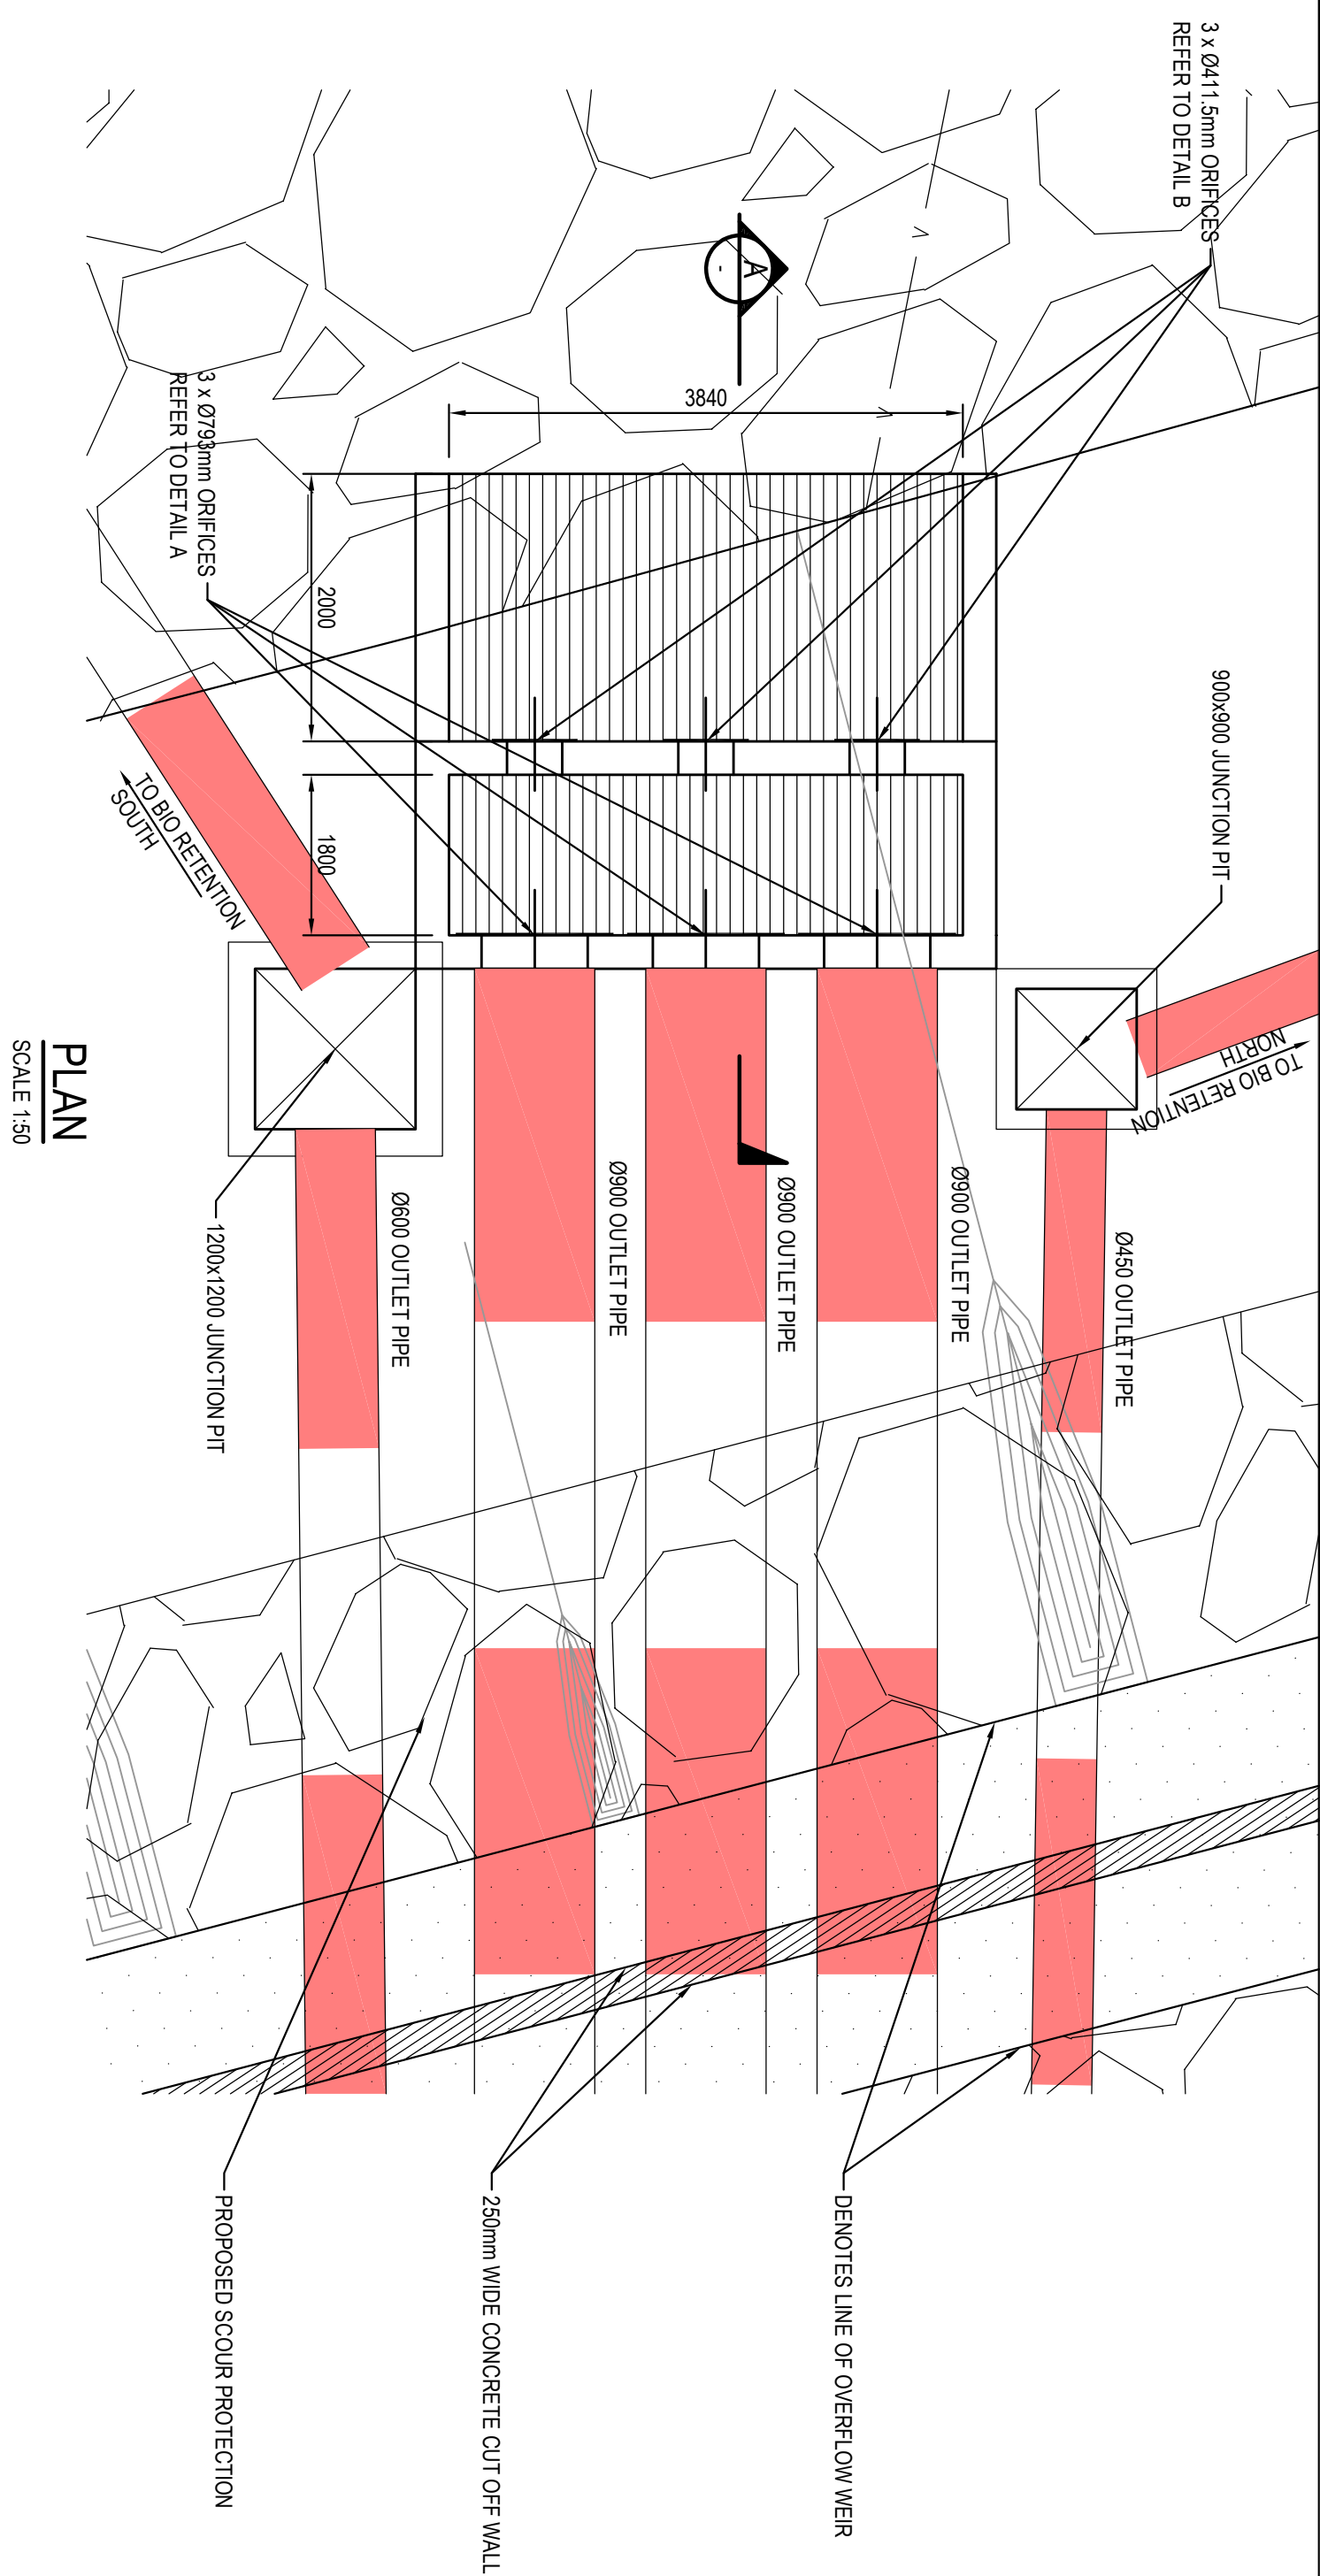 3 x Ø411.5mm ORIFICES
REFER TO DETAIL B
A
-
3840
3 x Ø793mm ORIFICES
REFER TO DETAIL A
2000
1800
900x900 JUNCTION PIT
TO BIO RETENTION
SOUTH
TO BIO RETENTION
NORTH
Ø450 OUTLET PIPE
Ø900 OUTLET PIPE
Ø900 OUTLET PIPE
Ø900 OUTLET PIPE
Ø600 OUTLET PIPE
1200x1200 JUNCTION PIT
DENOTES LINE OF OVERFLOW WEIR
250mm WIDE CONCRETE CUT OFF WALL
PROPOSED SCOUR PROTECTION
PLAN
SCALE 1:50